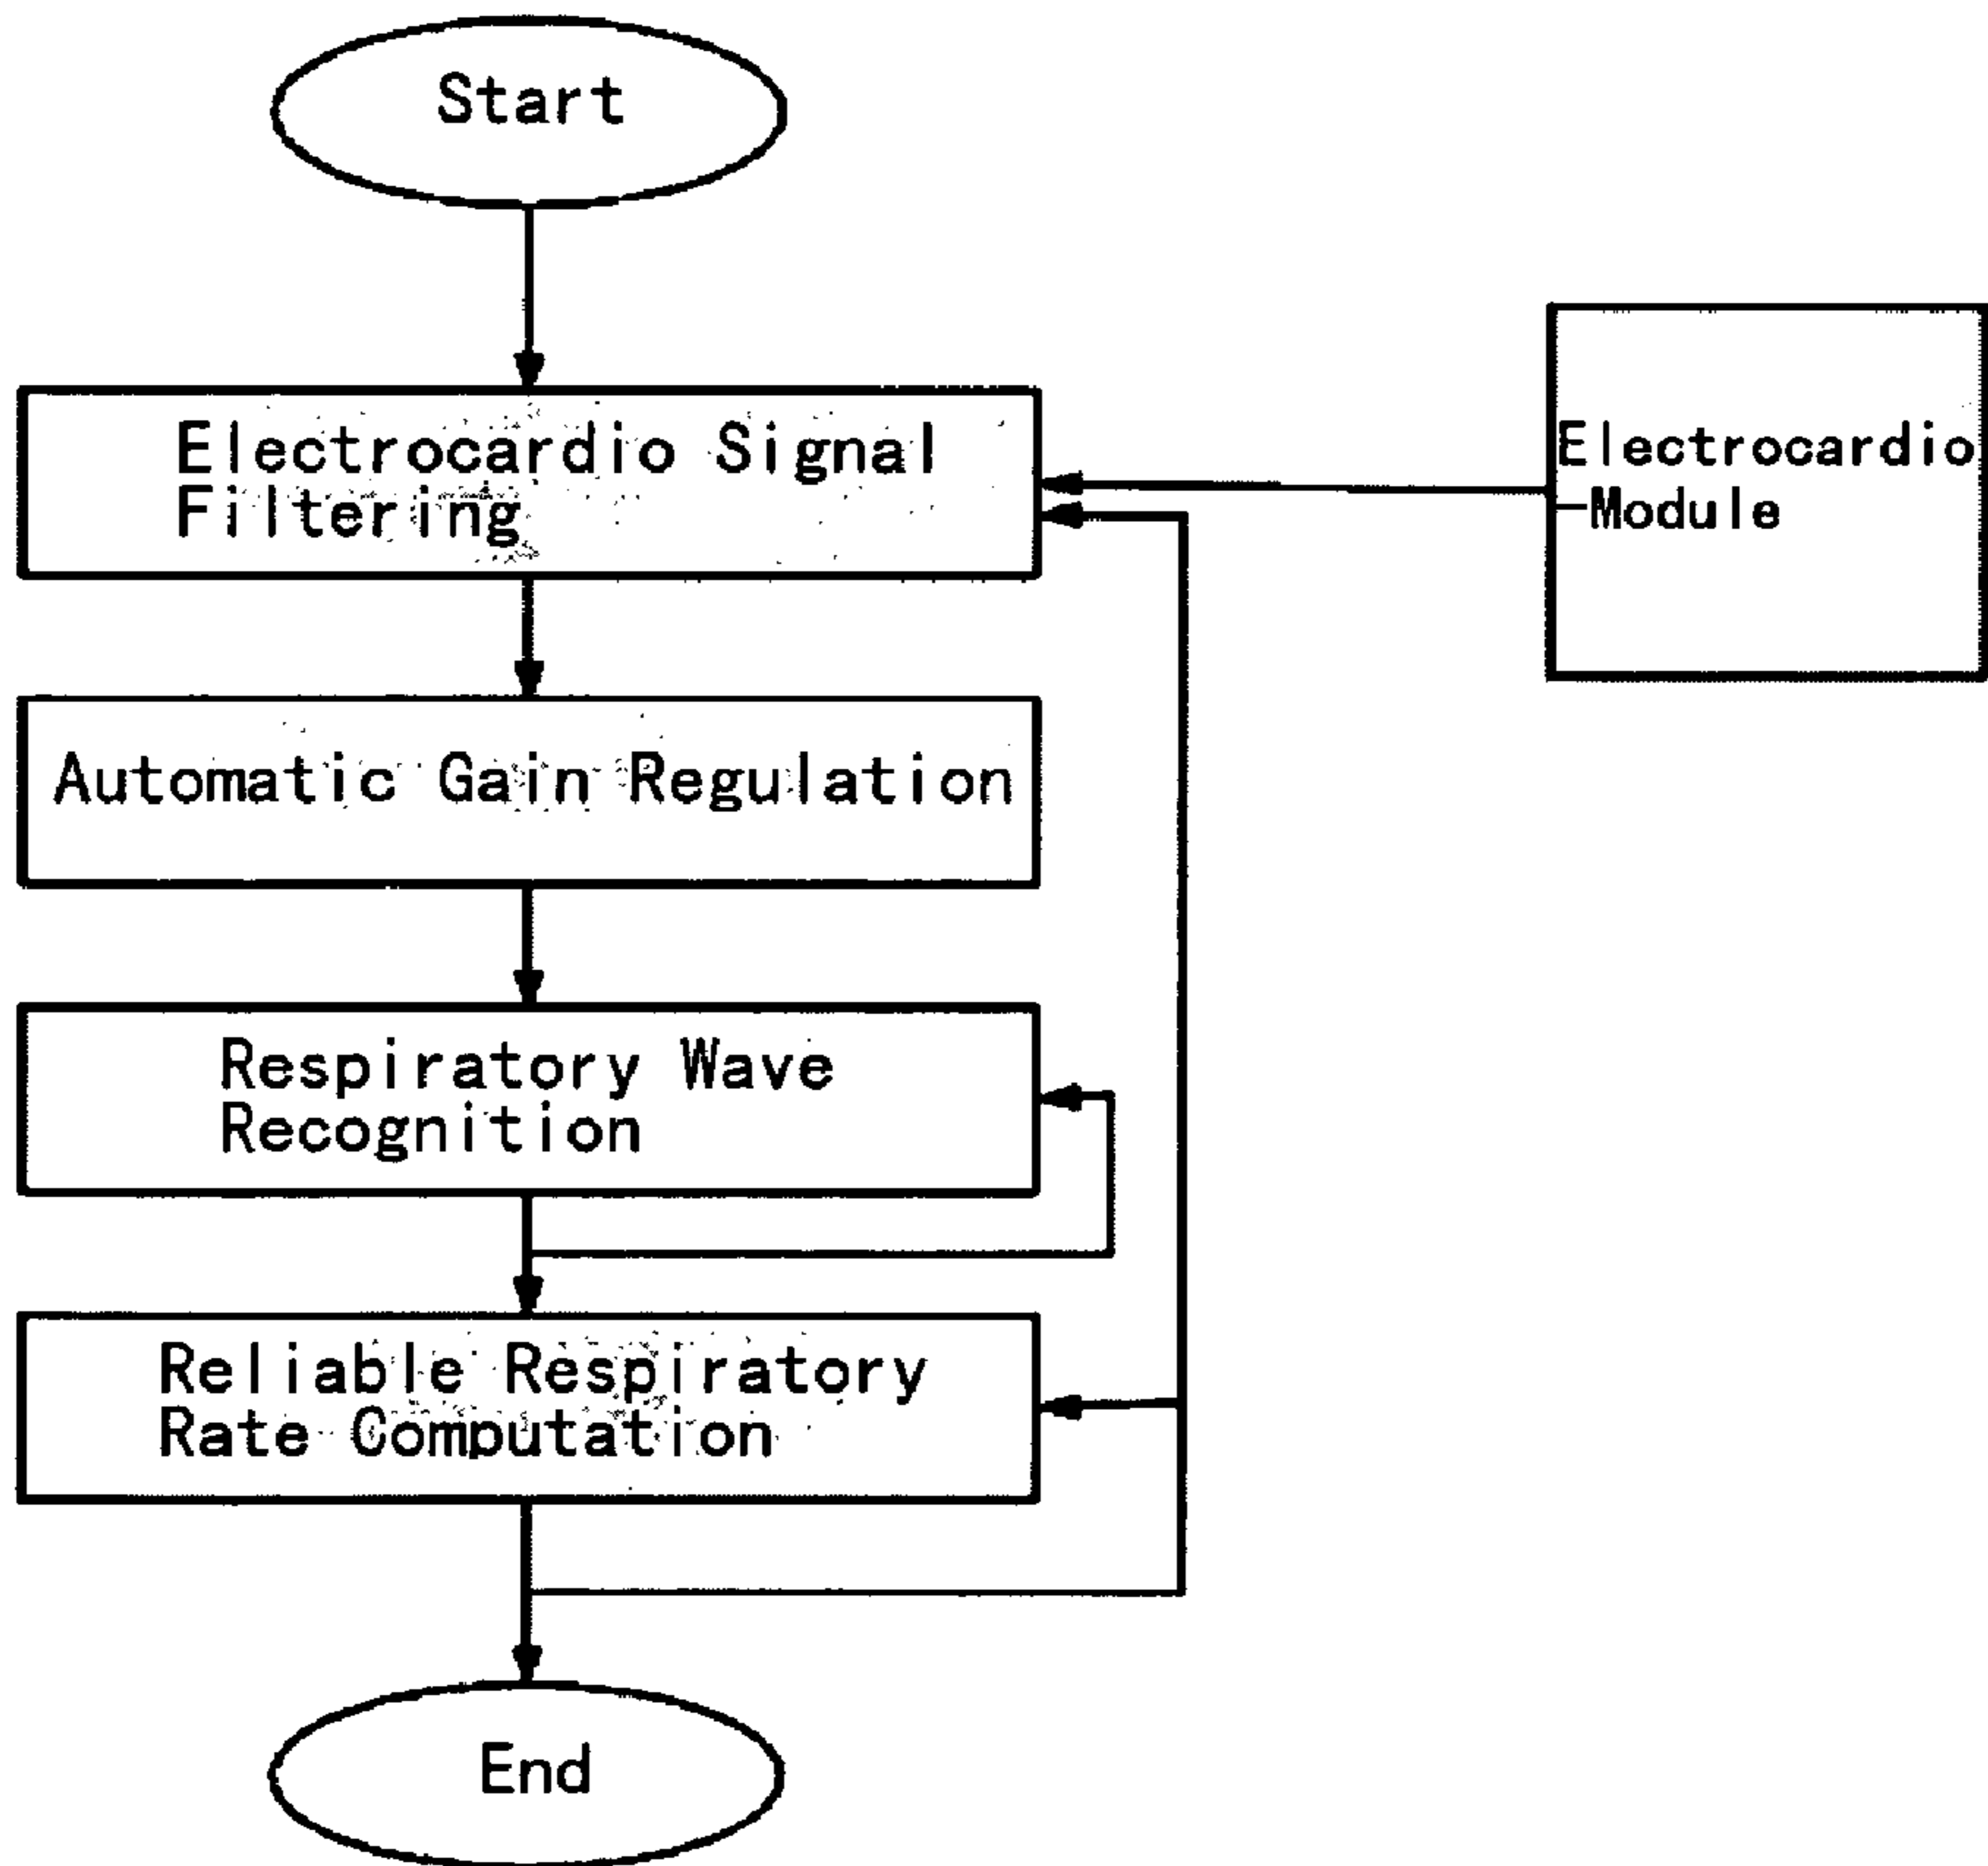 Start
Electrocardio Signal
Filtering
Electrocardio
Module
Automatic Gain Regulation
Respiratory Wave
Recognition
Reliable Respiratory
Rate Computation
End